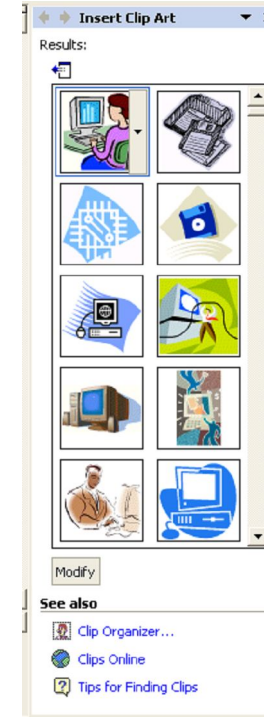 Insert Clip Art
Results:
Modify
See also
Clip Organizer...
Clips Online
Tips for Finding Clips